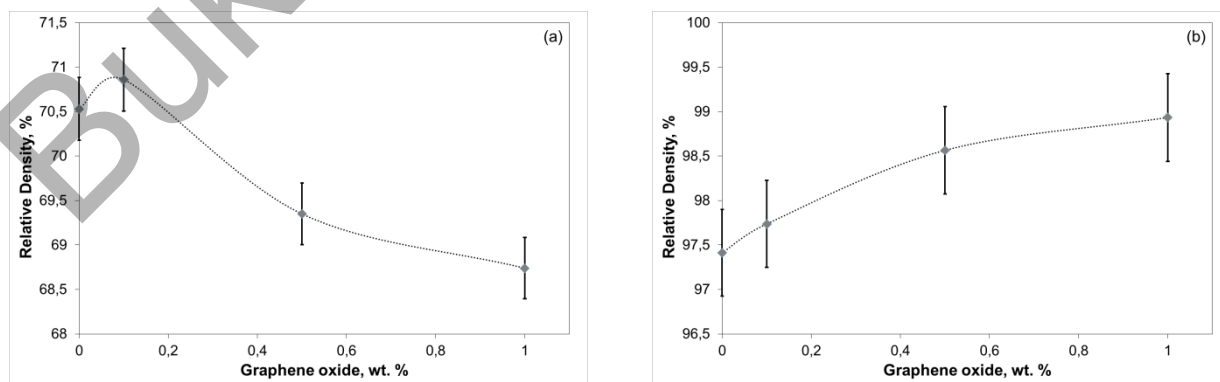 Buk
(a)
71,5
71
70,5
70
69,5
69
68,5
68
Relative Density, %
0 0,2 0,4 0,6 0,8 1
Graphene oxide, wt. %
(b)
100
99,5
99
98,5
98
97,5
97
96,5
Relative Density, %
0 0,2 0,4 0,6 0,8 1
Graphene oxide, wt. %